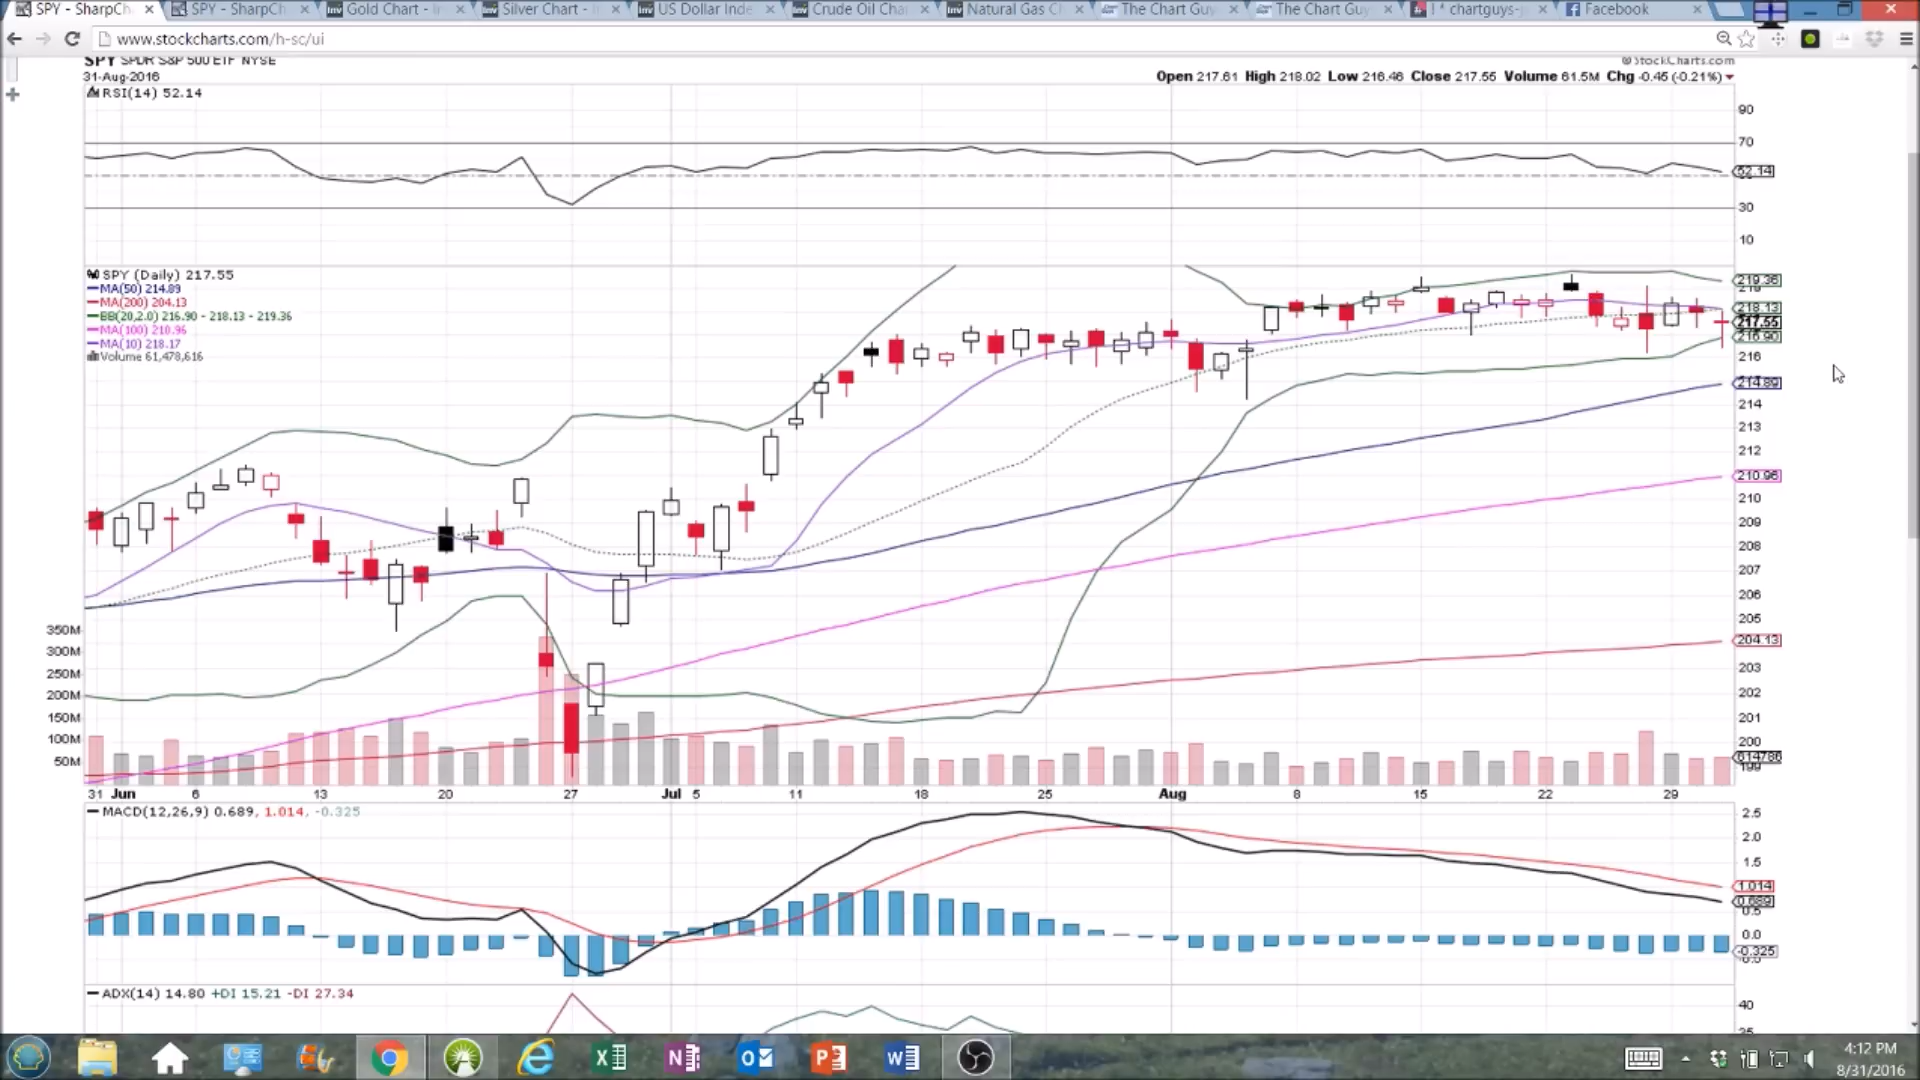 SPY - SharpCh
SPY - SharpCh
Gold Chart - I
Silver Chart - I
US Dollar Inde
Crude Oil Cha
Natural Gas C
The Chart Guy
The Chart Guy
! * chartguys-
Facebook
www.stockcharts.com/h-sc/ui
SPY SPDR S&P 500 ETF NYSE
© StockCharts.com
31-Aug-2016
Open 217.61 High 218.02 Low 216.46 Close 217.55 Volume 61.5M Chg -0.45 (-0.21%)
RSI(14) 52.14
90
70
52.14
30
10
SPY (Daily) 217.55
MA(50) 214.89
MA(200) 204.13
BB(20,2.0) 216.90 - 218.13 - 219.36
MA(100) 210.96
MA(10) 218.17
Volume 61,478,616
219.36
218.13
217.55
216.90
216
214.89
214
213
212
210.96
210
209
208
207
206
205
204.13
203
202
201
200
614786
199
350M
300M
250M
200M
150M
100M
50M
31 Jun 6 13 20 27 Jul 5 11 18 25 Aug 8 15 22 29
MACD(12,26,9) 0.689, 1.014, -0.325
2.5
2.0
1.5
1.014
0.689
0.5
0.0
-0.325
ADX(14) 14.80 +DI 15.21 -DI 27.34
40
35
4:12 PM
8/31/2016